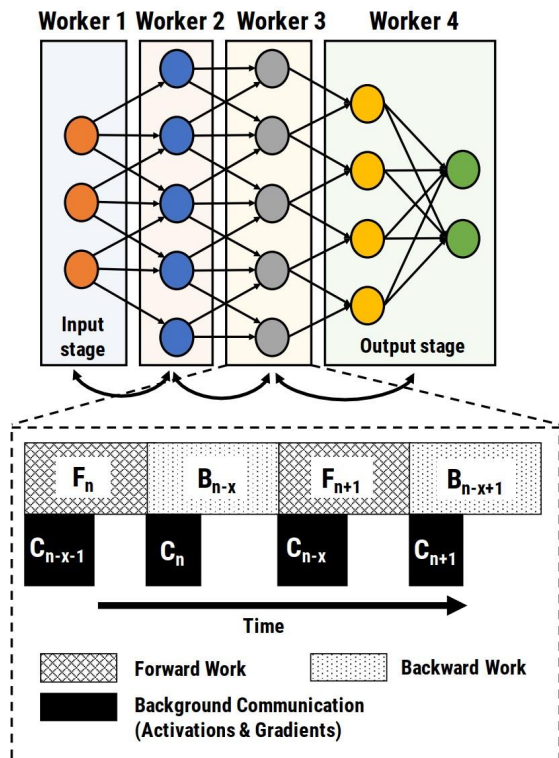 Worker 1 Worker 2 Worker 3 Worker 4
Input
stage
Output stage
Fn Bn-x Fn+1 Bn-x+1
Cn-x-1 Cn Cn-x Cn+1
Time
Forward Work Backward Work
Background Communication
(Activations & Gradients)